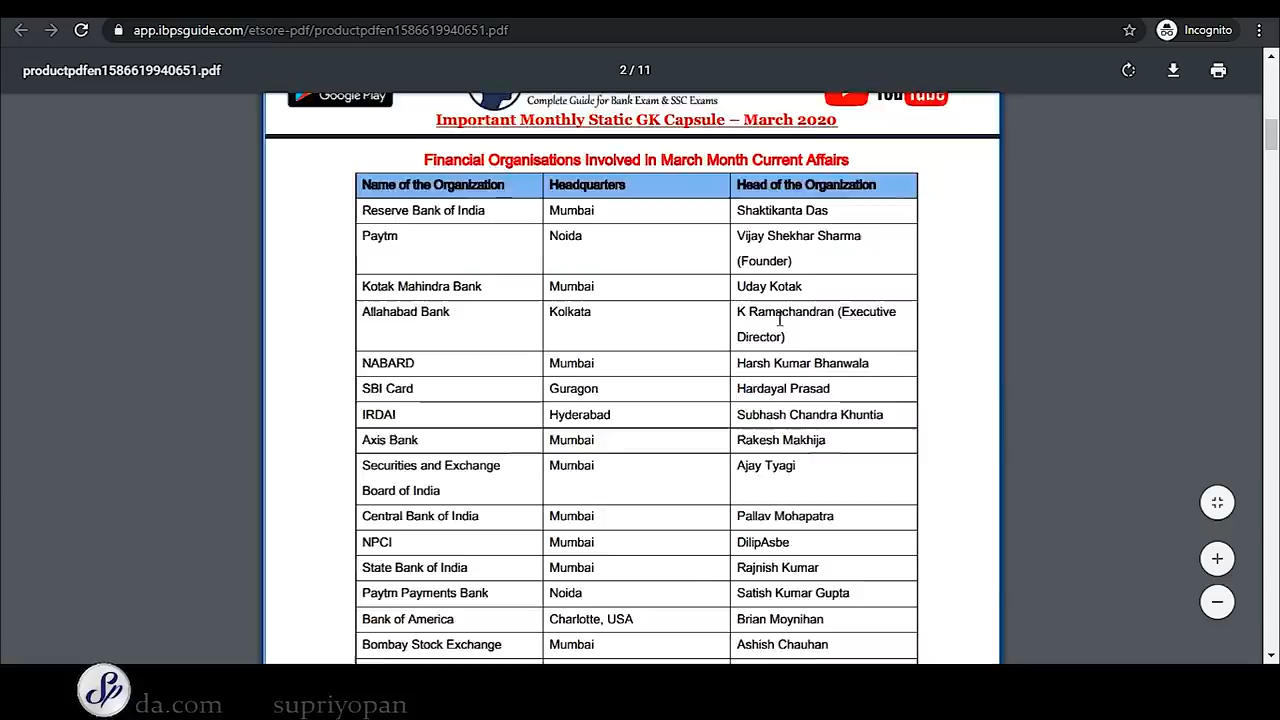 app.ibpsguide.com/etsore-pdf/productpdfen1586619940651.pdf
Incognito
productpdfen1586619940651.pdf
2 / 11
Google Play
Complete Guide for Bank Exam & SSC Exams
YouTube
Important Monthly Static GK Capsule – March 2020
Financial Organisations Involved in March Month Current Affairs
Name of the Organization Headquarters Head of the Organization
Reserve Bank of India Mumbai Shaktikanta Das
Paytm Noida Vijay Shekhar Sharma
(Founder)
Kotak Mahindra Bank Mumbai Uday Kotak
Allahabad Bank Kolkata K Ramachandran (Executive
Director)
NABARD Mumbai Harsh Kumar Bhanwala
SBI Card Guragon Hardayal Prasad
IRDAI Hyderabad Subhash Chandra Khuntia
Axis Bank Mumbai Rakesh Makhija
Securities and Exchange Mumbai Ajay Tyagi
Board of India
Central Bank of India Mumbai Pallav Mohapatra
NPCI Mumbai DilipAsbe
State Bank of India Mumbai Rajnish Kumar
Paytm Payments Bank Noida Satish Kumar Gupta
Bank of America Charlotte, USA Brian Moynihan
Bombay Stock Exchange Mumbai Ashish Chauhan
Sp da.com supriyopan